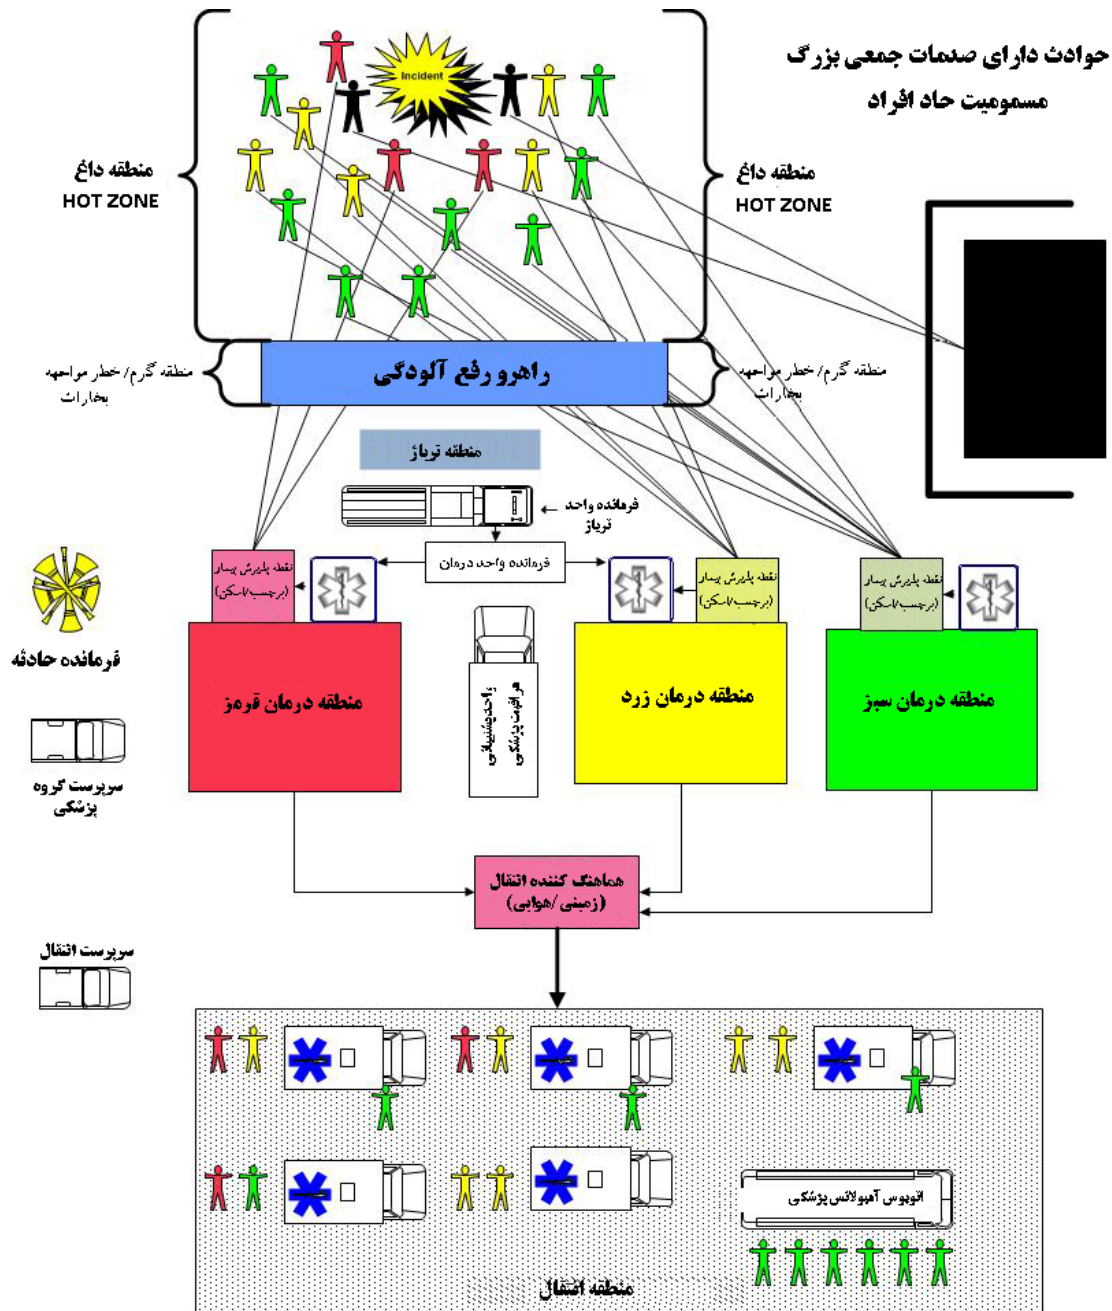 حوادث دارای صدمات جمعی بزرگ
مسمومیت حاد افراد
Incident
منطقه داغ
HOT ZONE
منطقه داغ
HOT ZONE
منطقه گرم/ خطر مواجهه
بخارات
راهرو رفع آلودگی
منطقه گرم/ خطر مواجهه
بخارات
منطقه تریاژ
فرمانده واحد
تریاژ
فرمانده واحد درمان
نقطه پذیرش بیمار
(برچسب/اسکن)
نقطه پذیرش بیمار
(برچسب/اسکن)
نقطه پذیرش بیمار
(برچسب/اسکن)
منطقه درمان سبز
منطقه درمان زرد
منطقه درمان قرمز
واحد پشتیبانی
پزشکی
فرمانده حادثه
سرپرست گروه
پزشکی
هماهنگ کننده انتقال
(زمینی/هوایی)
سرپرست انتقال
اتوبوس آمبولانس پزشکی
منطقه انتقال